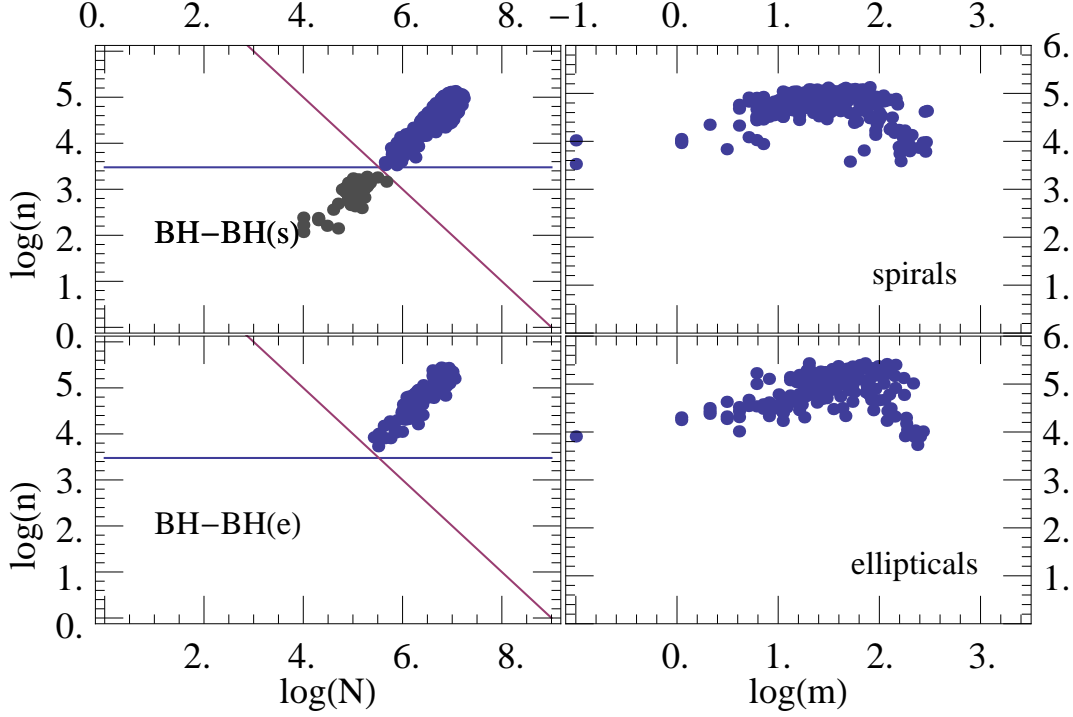 0. 2. 4. 6. 8. −1. 0. 1. 2. 3.
6.
5. 5.
4. 4.
3. 3.
log(n)
BH−BH(s)
2. 2.
spirals
1. 1.
0. 6.
5. 5.
4. 4.
3. 3.
log(n)
BH−BH(e)
2. 2.
ellipticals
1. 1.
0.
2. 4. 6. 8. 0. 1. 2. 3.
log(N) log(m)